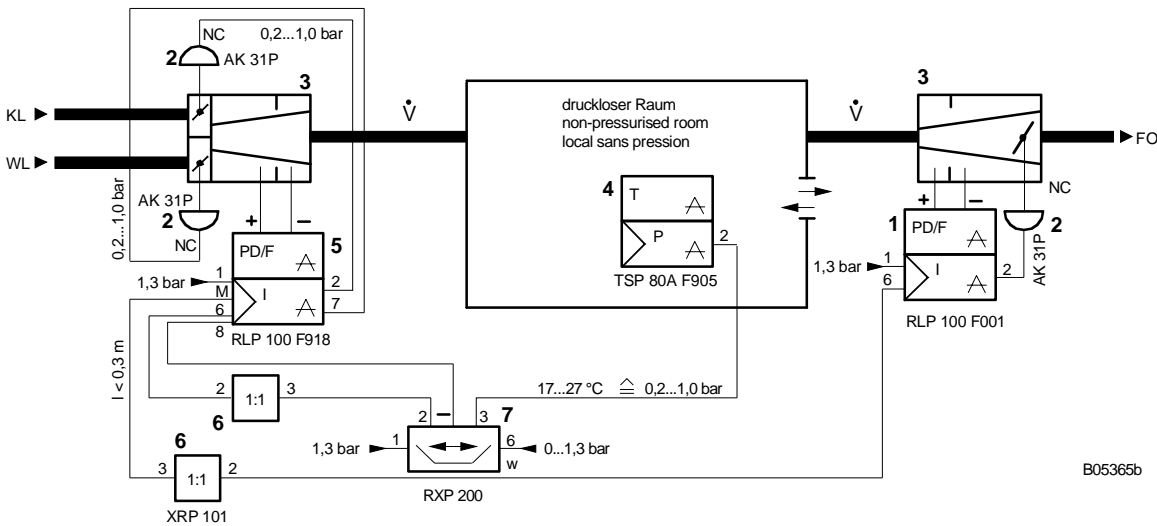 NC
0,2...1,0 bar
2
AK 31P
3
KL
WL
V̇
druckloser Raum
non-pressurised room
local sans pression
V̇
3
FO
NC
AK 31P
2
NC
0,2...1,0 bar
+
−
5
PD/F
1,3 bar
1
M
6
8
I
2
7
RLP 100 F918
4
T
P
2
TSP 80A F905
+
−
1
PD/F
2
AK 31P
1,3 bar
1
6
I
2
RLP 100 F001
l < 0,3 m
2
1:1
3
6
17...27 °C ≙ 0,2...1,0 bar
2
−
3
7
1,3 bar
1
6
w
0...1,3 bar
RXP 200
6
3
1:1
2
XRP 101
B05365b